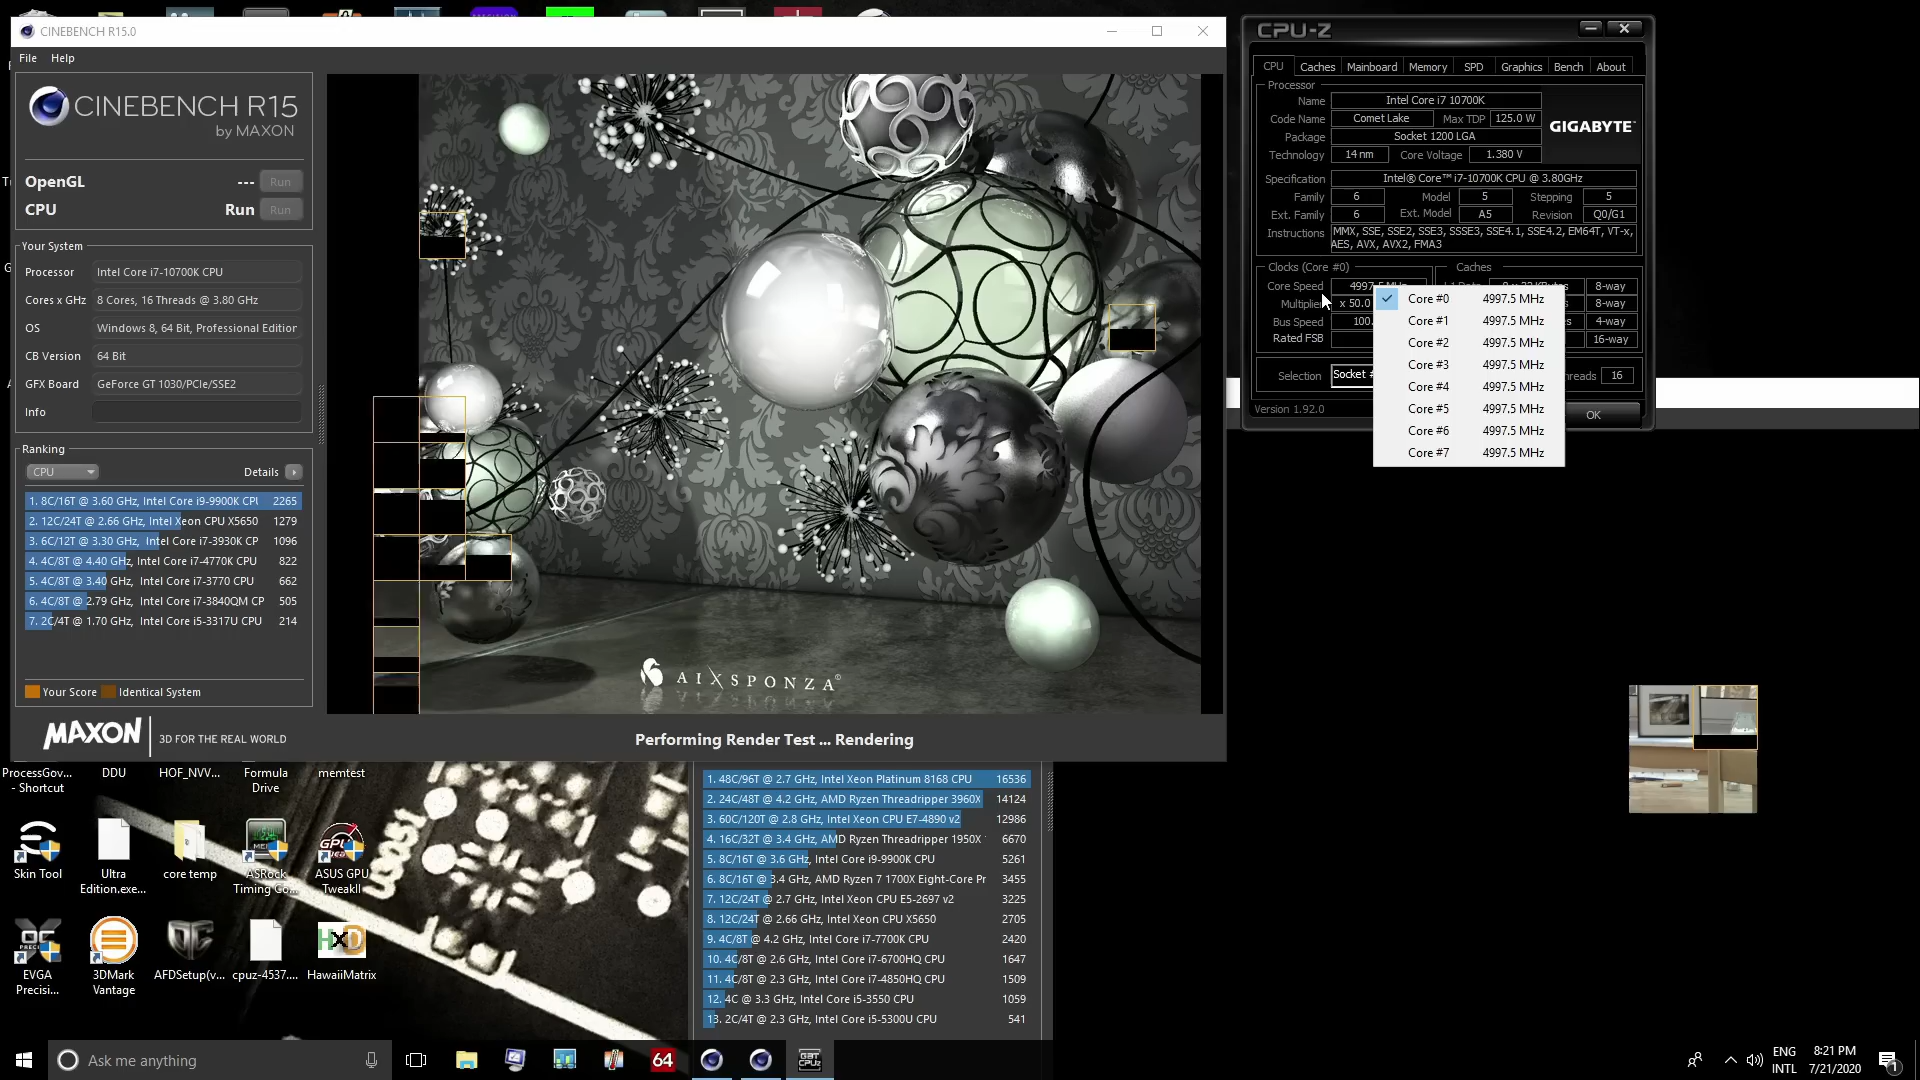 CINEBENCH R15.0
File Help
CINEBENCH R15
by MAXON
OpenGL --- Run
CPU Run Run
Your System
Processor Intel Core i7-10700K CPU
Cores x GHz 8 Cores, 16 Threads @ 3.80 GHz
OS Windows 8, 64 Bit, Professional Edition
CB Version 64 Bit
GFX Board GeForce GT 1030/PCIe/SSE2
Info
Ranking
CPU Details
1. 8C/16T @ 3.60 GHz, Intel Core i9-9900K CPU 2265
2. 12C/24T @ 2.66 GHz, Intel Xeon CPU X5650 1279
3. 6C/12T @ 3.30 GHz, Intel Core i7-3930K CP 1096
4. 4C/8T @ 4.40 GHz, Intel Core i7-4770K CPU 822
5. 4C/8T @ 3.40 GHz, Intel Core i7-3770 CPU 662
6. 4C/8T @ 2.79 GHz, Intel Core i7-3840QM CP 505
7. 2C/4T @ 1.70 GHz, Intel Core i5-3317U CPU 214
Your Score Identical System
MAXON 3D FOR THE REAL WORLD
AIXSPONZA®
Performing Render Test ... Rendering
CPU-Z
CPU Caches Mainboard Memory SPD Graphics Bench About
Processor
Name Intel Core i7 10700K
Code Name Comet Lake Max TDP 125.0 W
GIGABYTE™
Package Socket 1200 LGA
Technology 14 nm Core Voltage 1.380 V
Specification Intel® Core™ i7-10700K CPU @ 3.80GHz
Family 6 Model 5 Stepping 5
Ext. Family 6 Ext. Model A5 Revision Q0/G1
Instructions MMX, SSE, SSE2, SSE3, SSSE3, SSE4.1, SSE4.2, EM64T, VT-x,
AES, AVX, AVX2, FMA3
Clocks (Core #0) Caches
Core Speed 8-way
Multiplier x 50.0 8-way
Bus Speed 100. 4-way
Rated FSB 16-way
Selection Socket # reads 16
Version 1.92.0 OK
Core #0 4997.5 MHz
Core #1 4997.5 MHz
Core #2 4997.5 MHz
Core #3 4997.5 MHz
Core #4 4997.5 MHz
Core #5 4997.5 MHz
Core #6 4997.5 MHz
Core #7 4997.5 MHz
1. 48C/96T @ 2.7 GHz, Intel Xeon Platinum 8168 CPU 16536
2. 24C/48T @ 4.2 GHz, AMD Ryzen Threadripper 3960X 14124
3. 60C/120T @ 2.8 GHz, Intel Xeon CPU E7-4890 v2 12986
4. 16C/32T @ 3.4 GHz, AMD Ryzen Threadripper 1950X 6670
5. 8C/16T @ 3.6 GHz, Intel Core i9-9900K CPU 5261
6. 8C/16T @ 3.4 GHz, AMD Ryzen 7 1700X Eight-Core Pr 3455
7. 12C/24T @ 2.7 GHz, Intel Xeon CPU E5-2697 v2 3225
8. 12C/24T @ 2.66 GHz, Intel Xeon CPU X5650 2705
9. 4C/8T @ 4.2 GHz, Intel Core i7-7700K CPU 2420
10. 4C/8T @ 2.6 GHz, Intel Core i7-6700HQ CPU 1647
11. 4C/8T @ 2.3 GHz, Intel Core i7-4850HQ CPU 1509
12. 4C @ 3.3 GHz, Intel Core i5-3550 CPU 1059
13. 2C/4T @ 2.3 GHz, Intel Core i5-5300U CPU 541
ProcessGov... - Shortcut
DDU
HOF_NVV...
Formula Drive
memtest
Skin Tool
Ultra Edition.exe...
core temp
ASRock Timing Co...
ASUS GPU TweakII
EVGA Precisi...
3DMark Vantage
AFDSetup(v...
cpuz-4537....
HawaiiMatrix
Ask me anything
64
ENG INTL
8:21 PM
7/21/2020
1